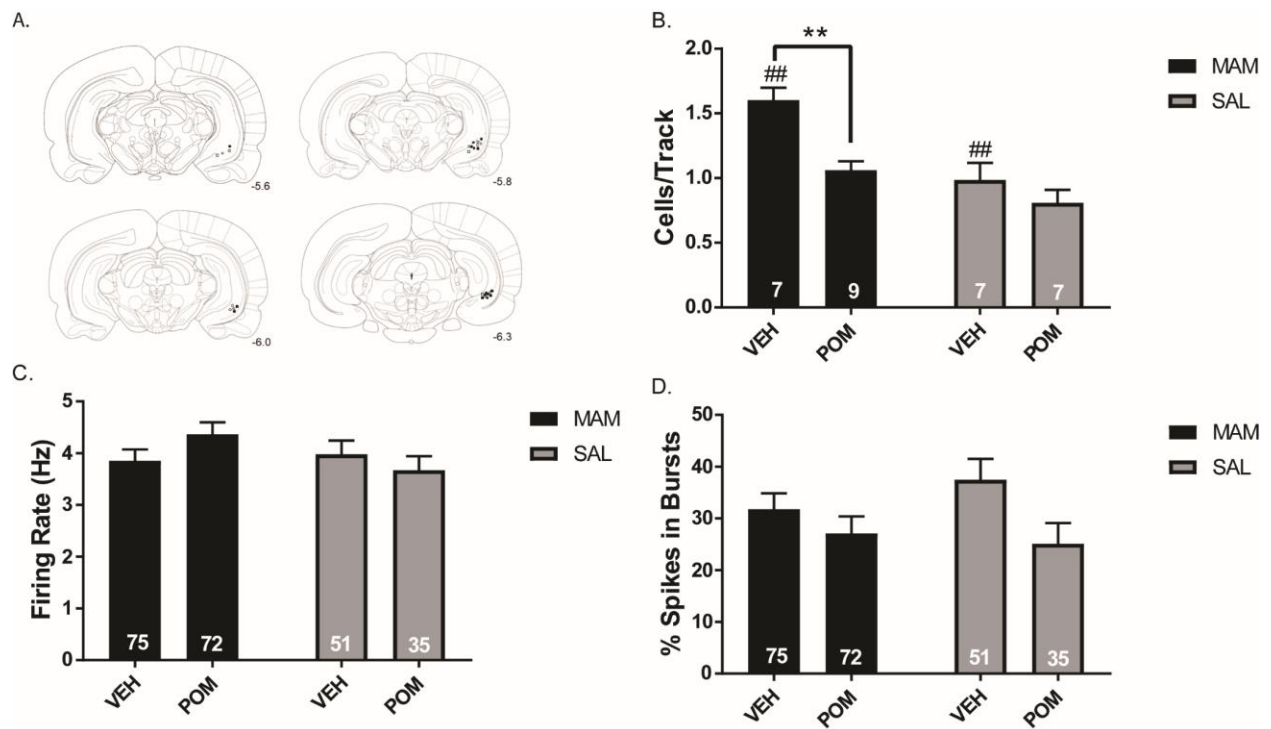 A.
-5.6
-5.8
-6.0
-6.3
B.
Cells/Track
2.0
1.5
1.0
0.5
0.0
**
##
##
7
9
7
7
VEH
POM
VEH
POM
MAM
SAL
C.
Firing Rate (Hz)
5
4
3
2
1
0
75
72
51
35
VEH
POM
VEH
POM
MAM
SAL
D.
% Spikes in Bursts
50
40
30
20
10
0
75
72
51
35
VEH
POM
VEH
POM
MAM
SAL